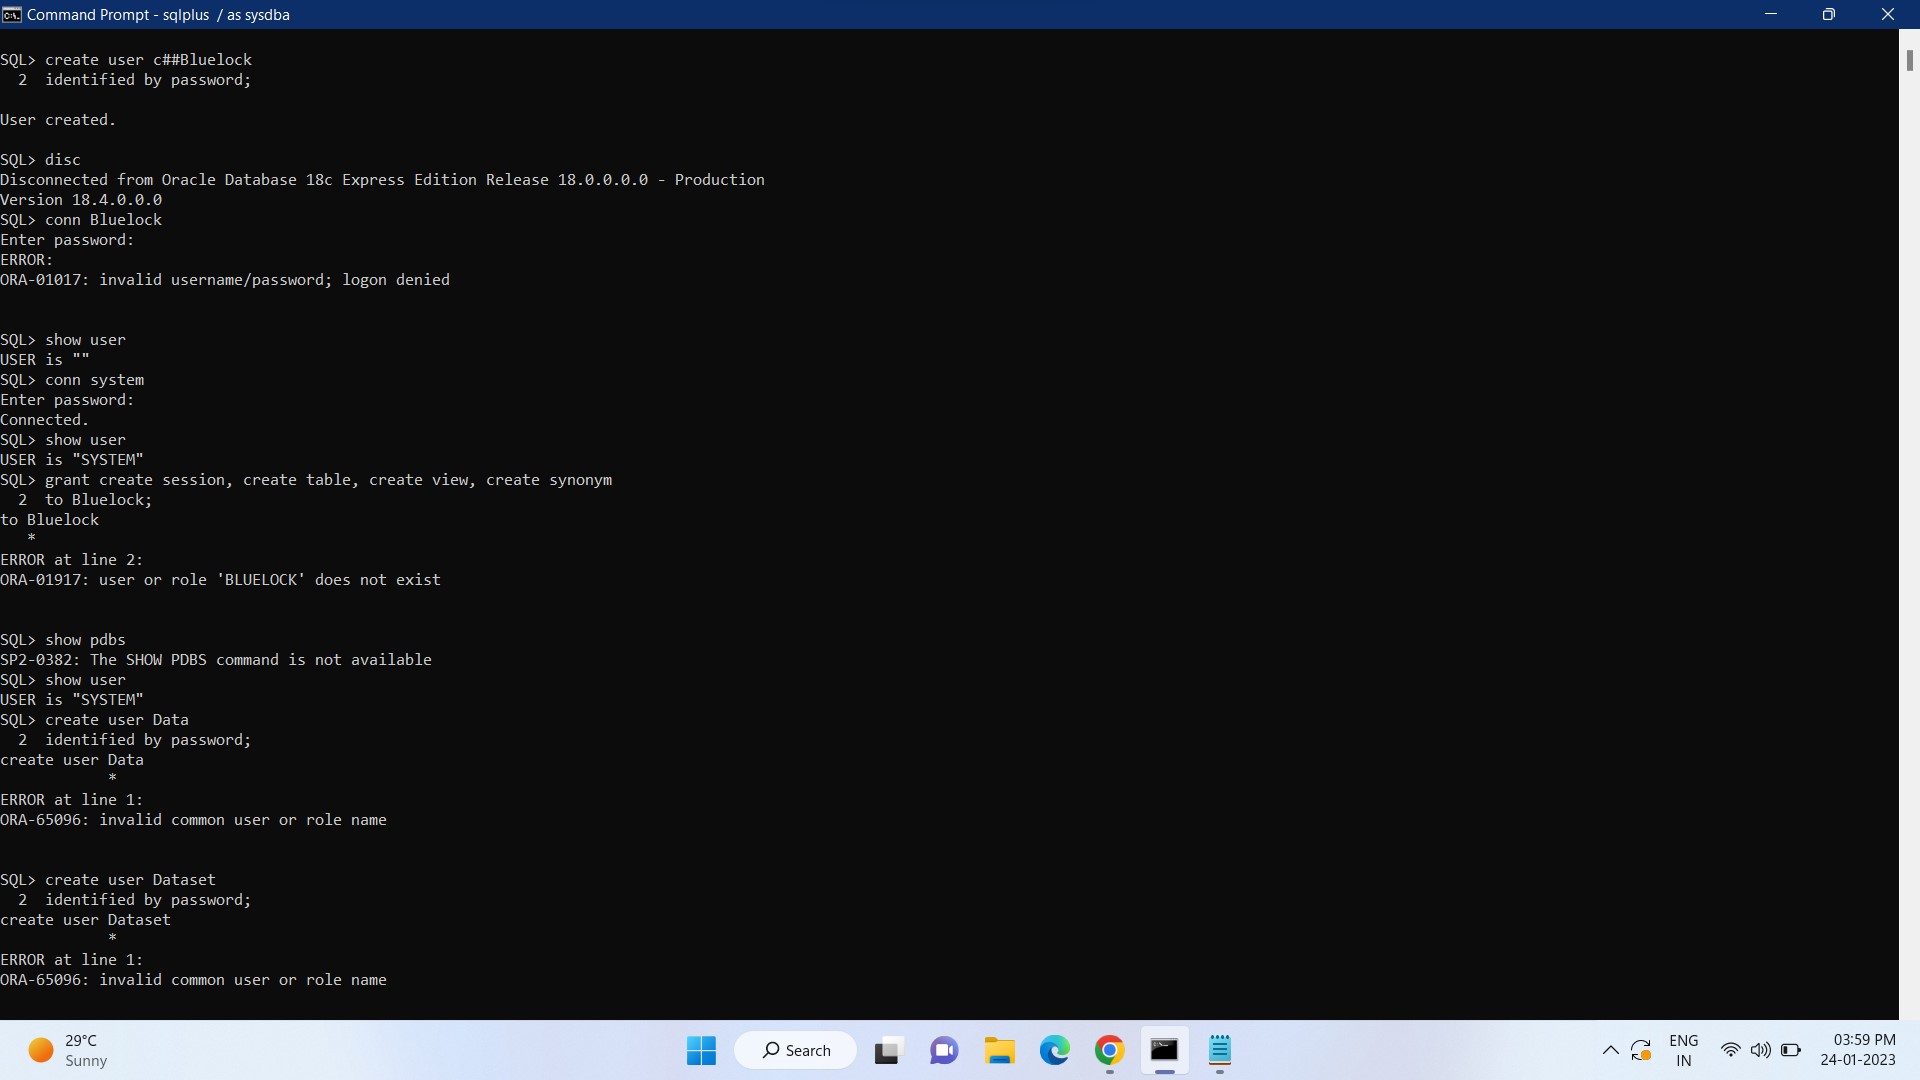 Command Prompt - sqlplus  / as sysdba
SQL> create user c##Bluelock
  2  identified by password;
User created.
SQL> disc
Disconnected from Oracle Database 18c Express Edition Release 18.0.0.0.0 - Production
Version 18.4.0.0.0
SQL> conn Bluelock
Enter password:
ERROR:
ORA-01017: invalid username/password; logon denied
SQL> show user
USER is ""
SQL> conn system
Enter password:
Connected.
SQL> show user
USER is "SYSTEM"
SQL> grant create session, create table, create view, create synonym
  2  to Bluelock;
to Bluelock
   *
ERROR at line 2:
ORA-01917: user or role 'BLUELOCK' does not exist
SQL> show pdbs
SP2-0382: The SHOW PDBS command is not available
SQL> show user
USER is "SYSTEM"
SQL> create user Data
  2  identified by password;
create user Data
            *
ERROR at line 1:
ORA-65096: invalid common user or role name
SQL> create user Dataset
  2  identified by password;
create user Dataset
            *
ERROR at line 1:
ORA-65096: invalid common user or role name
29°C
Sunny
Search
ENG
IN
03:59 PM
24-01-2023